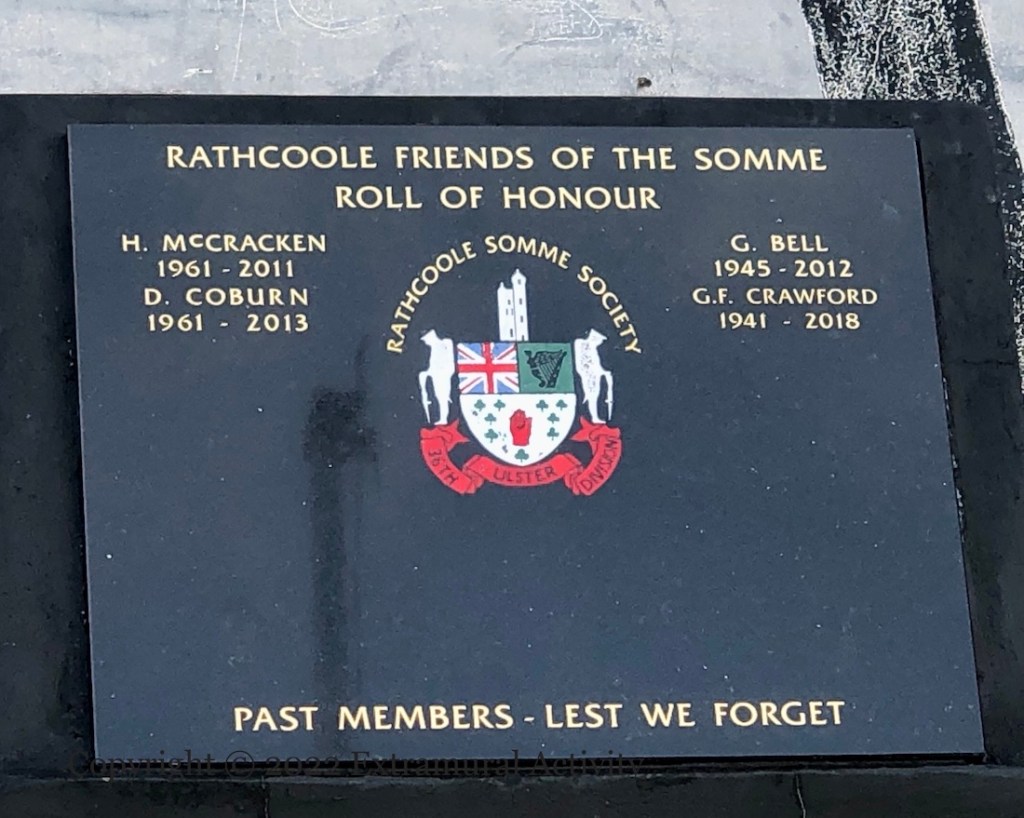 RATHCOOLE FRIENDS OF THE SOMME
ROLL OF HONOUR
H. McCRACKEN
1961 - 2011
D. COBURN
1961 - 2013
RATHCOOLE SOMME SOCIETY
36TH ULSTER DIVISION
G. BELL
1945 - 2012
G.F. CRAWFORD
1941 - 2018
PAST MEMBERS - LEST WE FORGET
Copyright © 2022 Extramural Activity